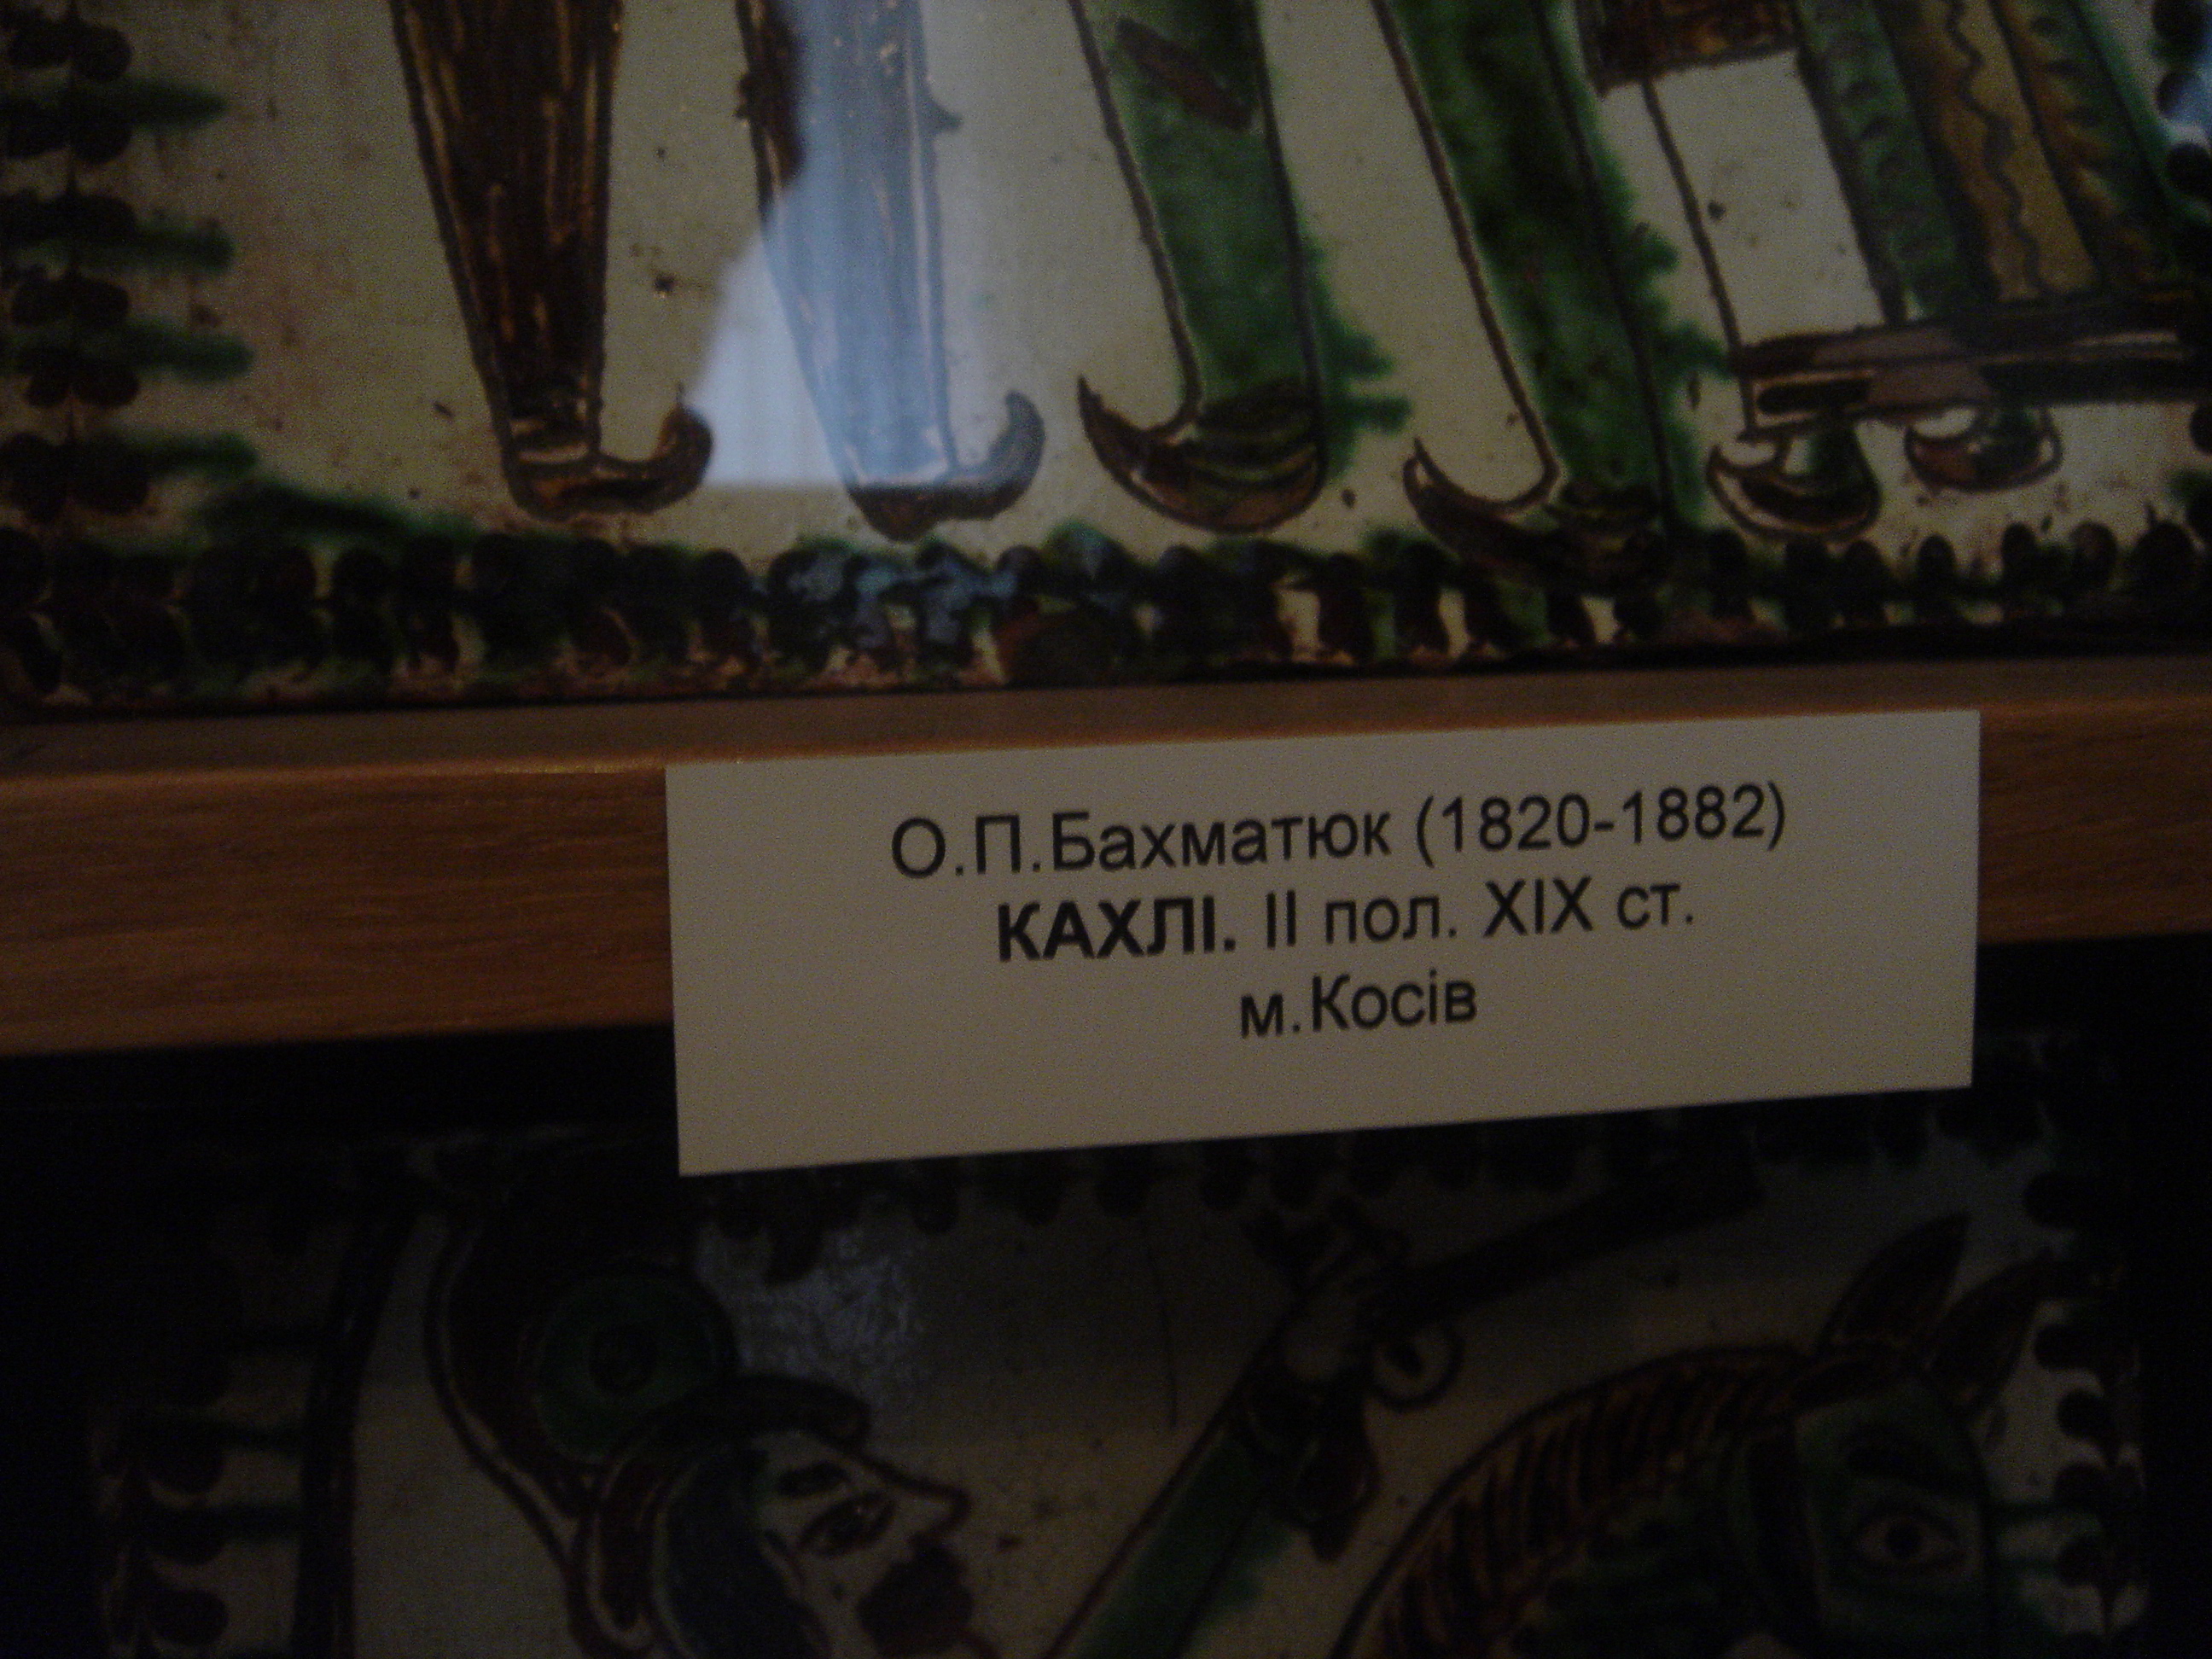 О.П.Бахматюк (1820-1882)
КАХЛІ. ІІ пол. ХІХ ст.
м.Косів